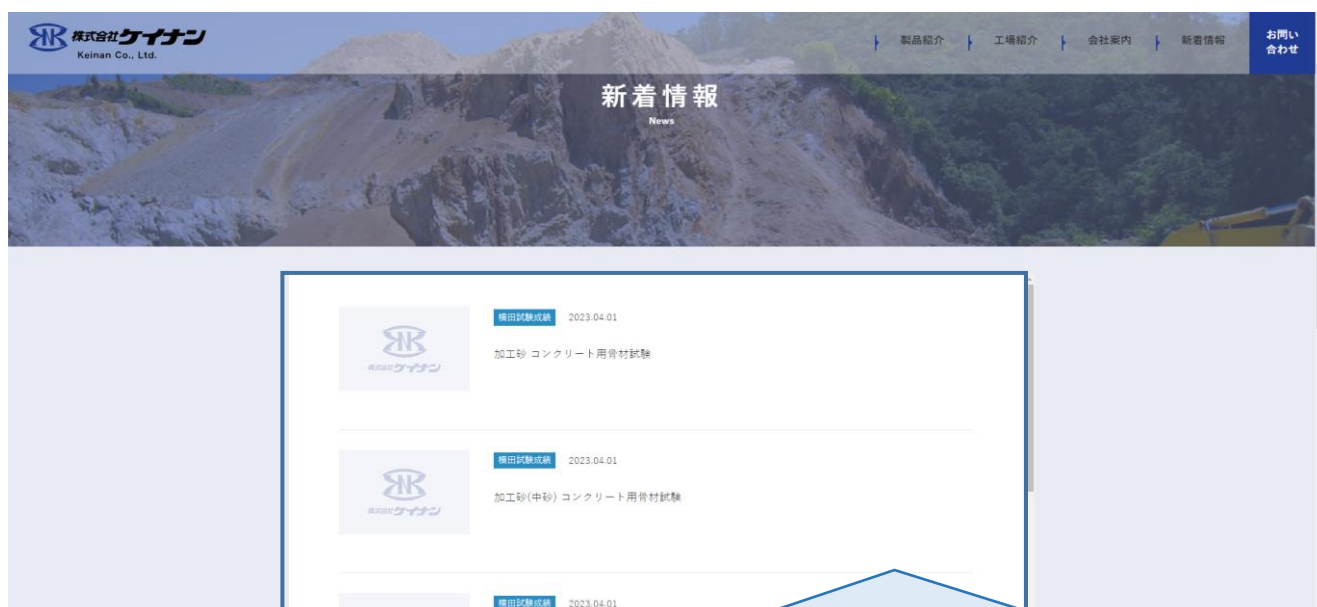 株式会社ケイナン
Keinan Co., Ltd.
製品紹介
工場紹介
会社案内
新着情報
お問い
合わせ
新着情報
News
横田試験成績 2023.04.01
加工砂 コンクリート用骨材試験
株式会社ケイナン
横田試験成績 2023.04.01
加工砂(中砂) コンクリート用骨材試験
株式会社ケイナン
横田試験成績 2023.04.01